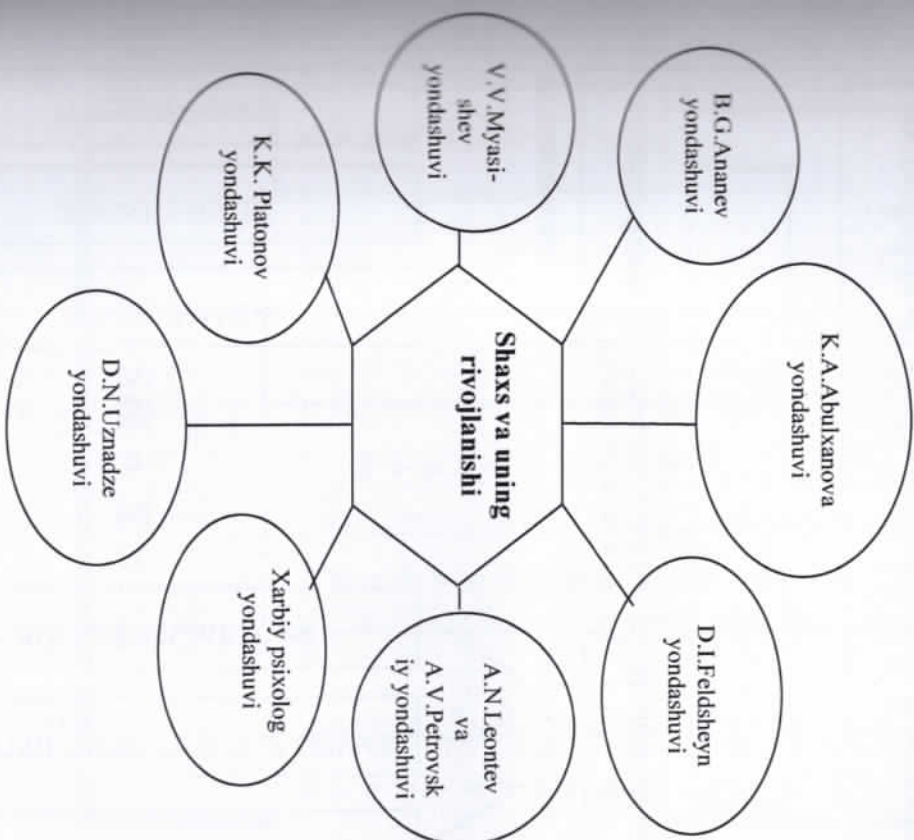 K.A.Abulxanova
yondashuvi
B.G.Ananev
yondashuvi
D.I.Feldsheyn
yondashuvi
V.V.Myasi-
shev
yondashuvi
Shaxs va uning
rivojlanishi
A.N.Leontev
va
A.V.Petrovsk
iy yondashuvi
K.K. Platonov
yondashuvi
Xarbiy psixolog
yondashuvi
D.N.Uznadze
yondashuvi